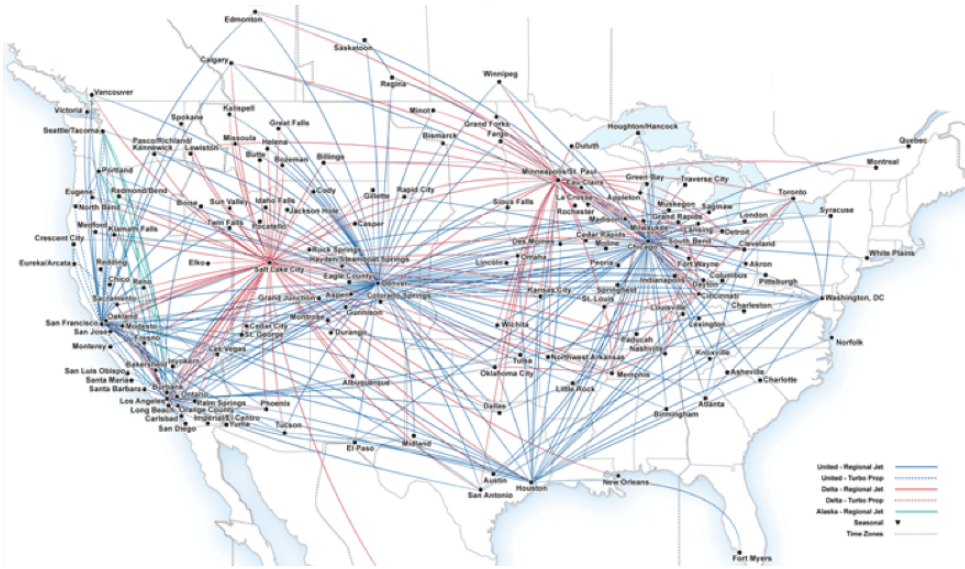 Edmonton
Saskatoon
Calgary
Regina
Winnipeg
Vancouver
Victoria
Kalispell
Minot
Grand Forks
Houghton/Hancock
Quebec
Spokane
Great Falls
Fargo
Seattle/Tacoma
Pasco/Richland/
Kennewick
Lewiston
Missoula
Helena
Bismarck
Duluth
Montreal
Butte
Bozeman
Billings
Minneapolis/St. Paul
Portland
Eau Claire
Green Bay
Traverse City
Eugene
Redmond/Bend
Boise
Sun Valley
Idaho Falls
Cody
Gillette
Rapid City
La Crosse
Appleton
Muskegon
Saginaw
Toronto
North Bend
Jackson Hole
Sioux Falls
Rochester
Madison
Grand Rapids
London
Syracuse
Medford
Klamath Falls
Twin Falls
Pocatello
Casper
Milwaukee
Lansing
Detroit
Crescent City
Rock Springs
Des Moines
Cedar Rapids
Moline
Chicago
South Bend
Cleveland
White Plains
Eureka/Arcata
Redding
Elko
Salt Lake City
Hayden/Steamboat Springs
Lincoln
Omaha
Peoria
Fort Wayne
Akron
Chico
Reno
Eagle County
Denver
Indianapolis
Dayton
Columbus
Pittsburgh
Sacramento
Grand Junction
Aspen
Colorado Springs
Kansas City
Springfield
St. Louis
Cincinnati
Washington, DC
Oakland
San Francisco
Modesto
Montrose
Gunnison
Louisville
Charleston
San Jose
Fresno
Cedar City
St. George
Durango
Wichita
Lexington
Monterey
Las Vegas
Paducah
Nashville
Norfolk
Bakersfield
Inyokern
Tulsa
Northwest Arkansas
Knoxville
San Luis Obispo
Santa Maria
Burbank
Albuquerque
Oklahoma City
Memphis
Asheville
Santa Barbara
Ontario
Little Rock
Charlotte
Los Angeles
Palm Springs
Phoenix
Dallas
Atlanta
Long Beach
Orange County
Birmingham
Carlsbad
Imperial/El Centro
San Diego
Yuma
Tucson
El Paso
Midland
Austin
Houston
New Orleans
San Antonio
Fort Myers
United - Regional Jet
United - Turbo Prop
Delta - Regional Jet
Delta - Turbo Prop
Alaska - Regional Jet
Seasonal
Time Zones